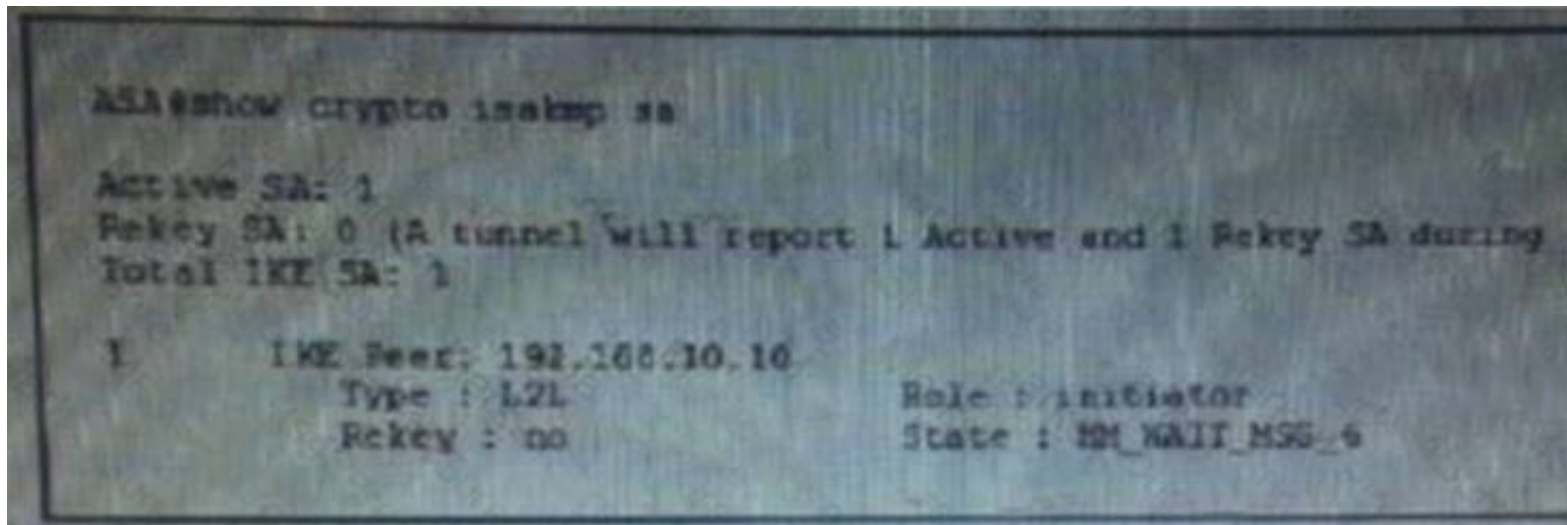 ASA#show crypto isakmp sa
Active SA: 1
Rekey SA: 0 (A tunnel will report 1 Active and 1 Rekey SA during
Total IKE SA: 1
1 IKE Peer: 192.168.10.10
Type : L2L Role : initiator
Rekey : no State : MM_WAIT_MSG_6